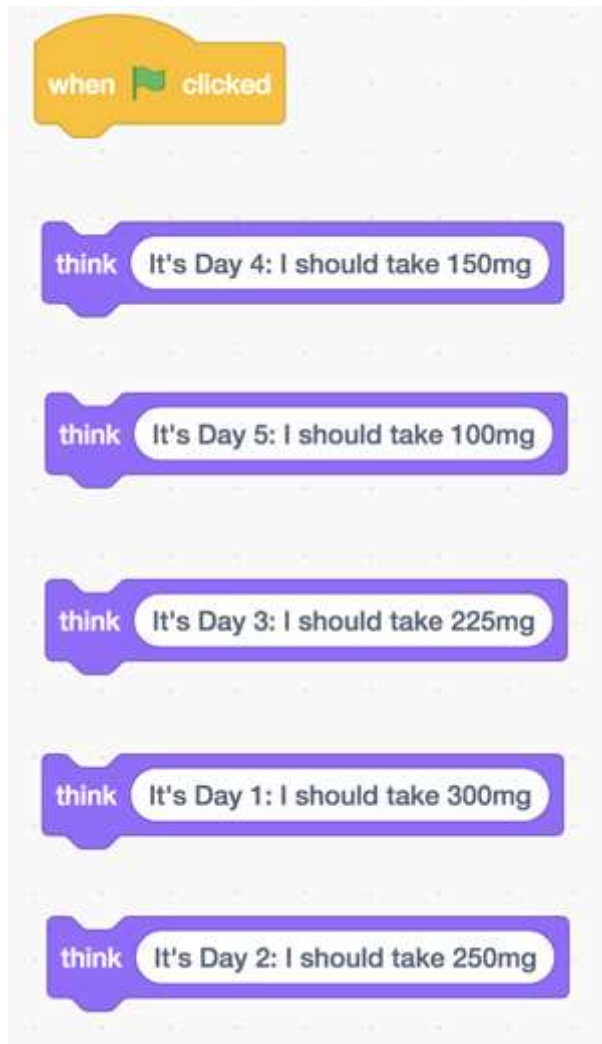 when clicked
think It's Day 4: I should take 150mg
think It's Day 5: I should take 100mg
think It's Day 3: I should take 225mg
think It's Day 1: I should take 300mg
think It's Day 2: I should take 250mg